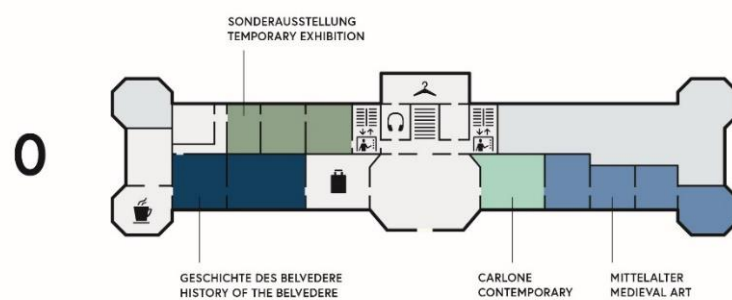 SONDERAUSSTELLUNG
TEMPORARY EXHIBITION
0
GESCHICHTE DES BELVEDERE
HISTORY OF THE BELVEDERE
CARLONE
CONTEMPORARY
MITTELALTER
MEDIEVAL ART